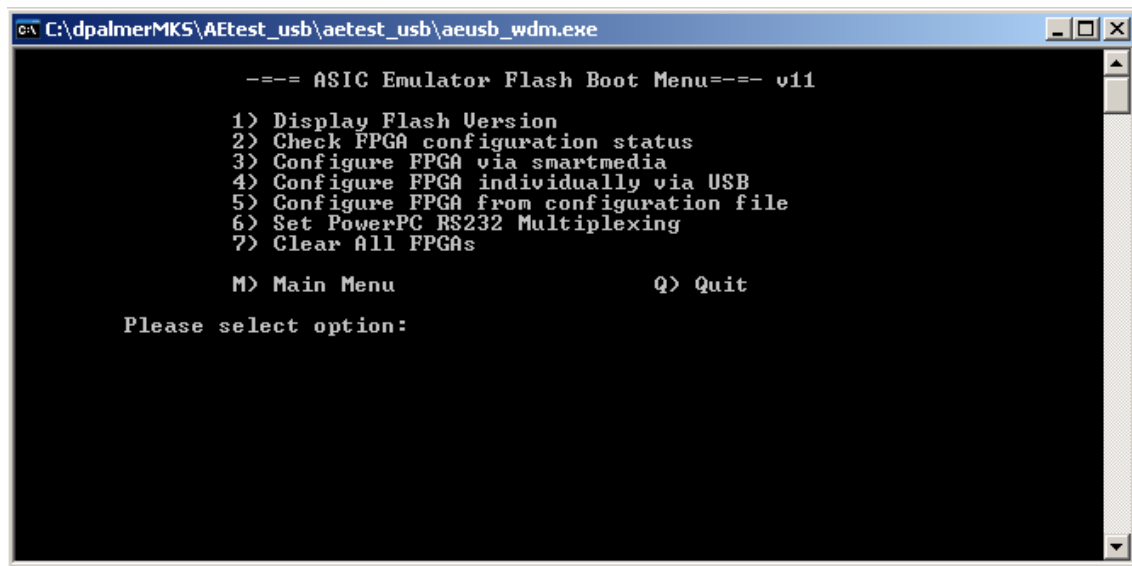 C:\dpalmerMKS\AEtest_usb\aetest_usb\aeusb_wdm.exe
-=-= ASIC Emulator Flash Boot Menu=-=- v11
1) Display Flash Version
2) Check FPGA configuration status
3) Configure FPGA via smartmedia
4) Configure FPGA individually via USB
5) Configure FPGA from configuration file
6) Set PowerPC RS232 Multiplexing
7) Clear All FPGAs
M) Main Menu Q) Quit
Please select option: